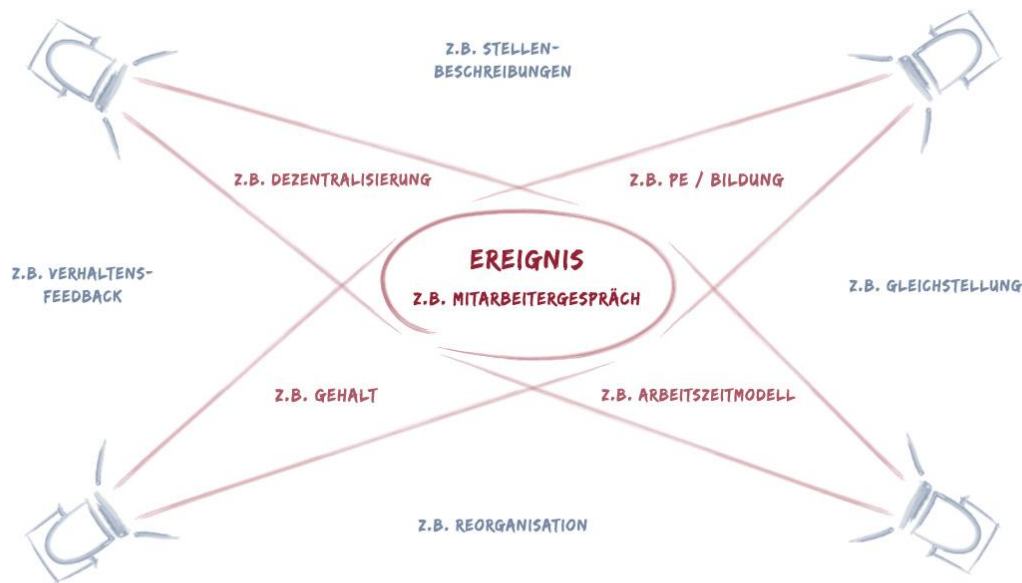 Z.B. STELLEN-
BESCHREIBUNGEN
Z.B. DEZENTRALISIERUNG
Z.B. PE / BILDUNG
EREIGNIS
Z.B. MITARBEITERGESPRÄCH
Z.B. VERHALTENS-
FEEDBACK
Z.B. GLEICHSTELLUNG
Z.B. GEHALT
Z.B. ARBEITSZEITMODELL
Z.B. REORGANISATION